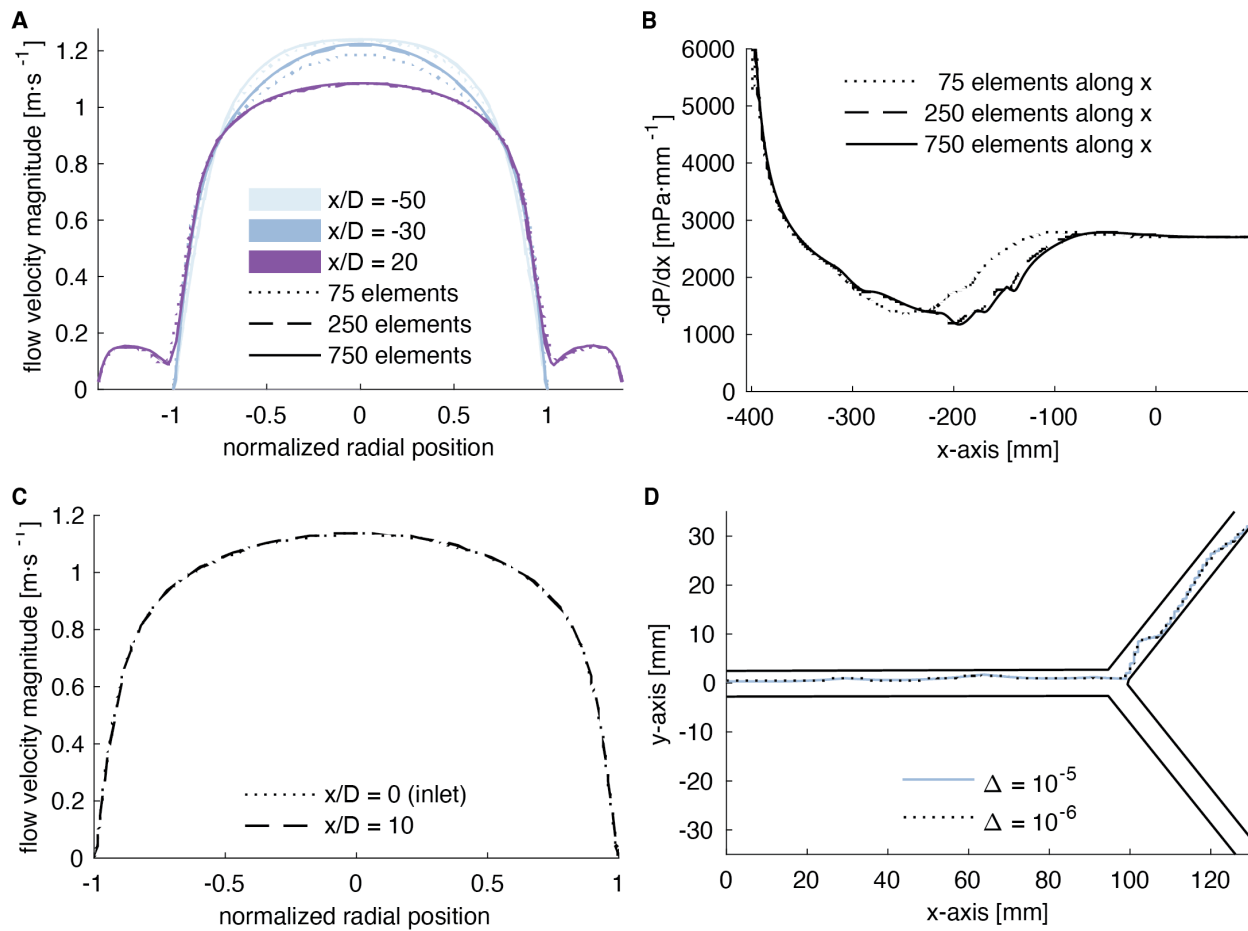 A
flow velocity magnitude [m·s⁻¹]
1.2
1
0.8
0.6
0.4
0.2
0
-1
-0.5
0
0.5
1
normalized radial position
x/D = -50
x/D = -30
x/D = 20
75 elements
250 elements
750 elements
B
-dP/dx [mPa·mm⁻¹]
6000
5000
4000
3000
2000
1000
0
-400
-300
-200
-100
0
x-axis [mm]
75 elements along x
250 elements along x
750 elements along x
C
flow velocity magnitude [m·s⁻¹]
1.2
1
0.8
0.6
0.4
0.2
0
-1
-0.5
0
0.5
1
normalized radial position
x/D = 0 (inlet)
x/D = 10
D
y-axis [mm]
30
20
10
0
-10
-20
-30
0
20
40
60
80
100
120
x-axis [mm]
Δ = 10⁻⁵
Δ = 10⁻⁶